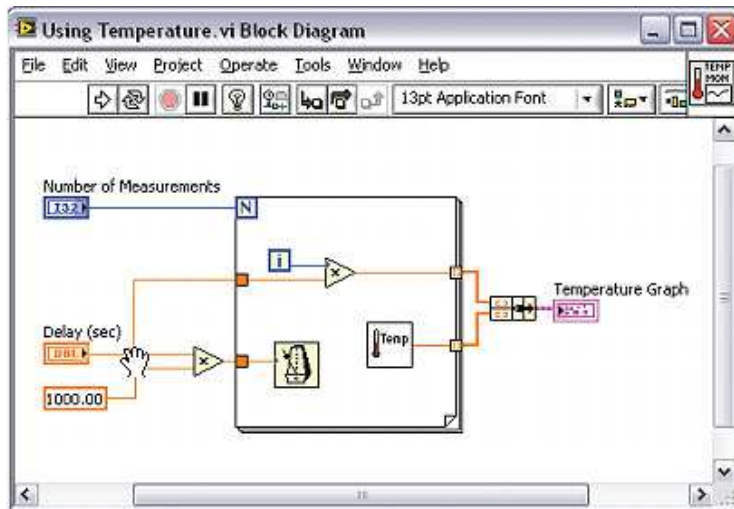 Using Temperature.vi Block Diagram
File Edit View Project Operate Tools Window Help
TEMP
MON
13pt Application Font
Number of Measurements
I32
N
i
x
Temperature Graph
Temp
Delay (sec)
DBL
x
1000.00